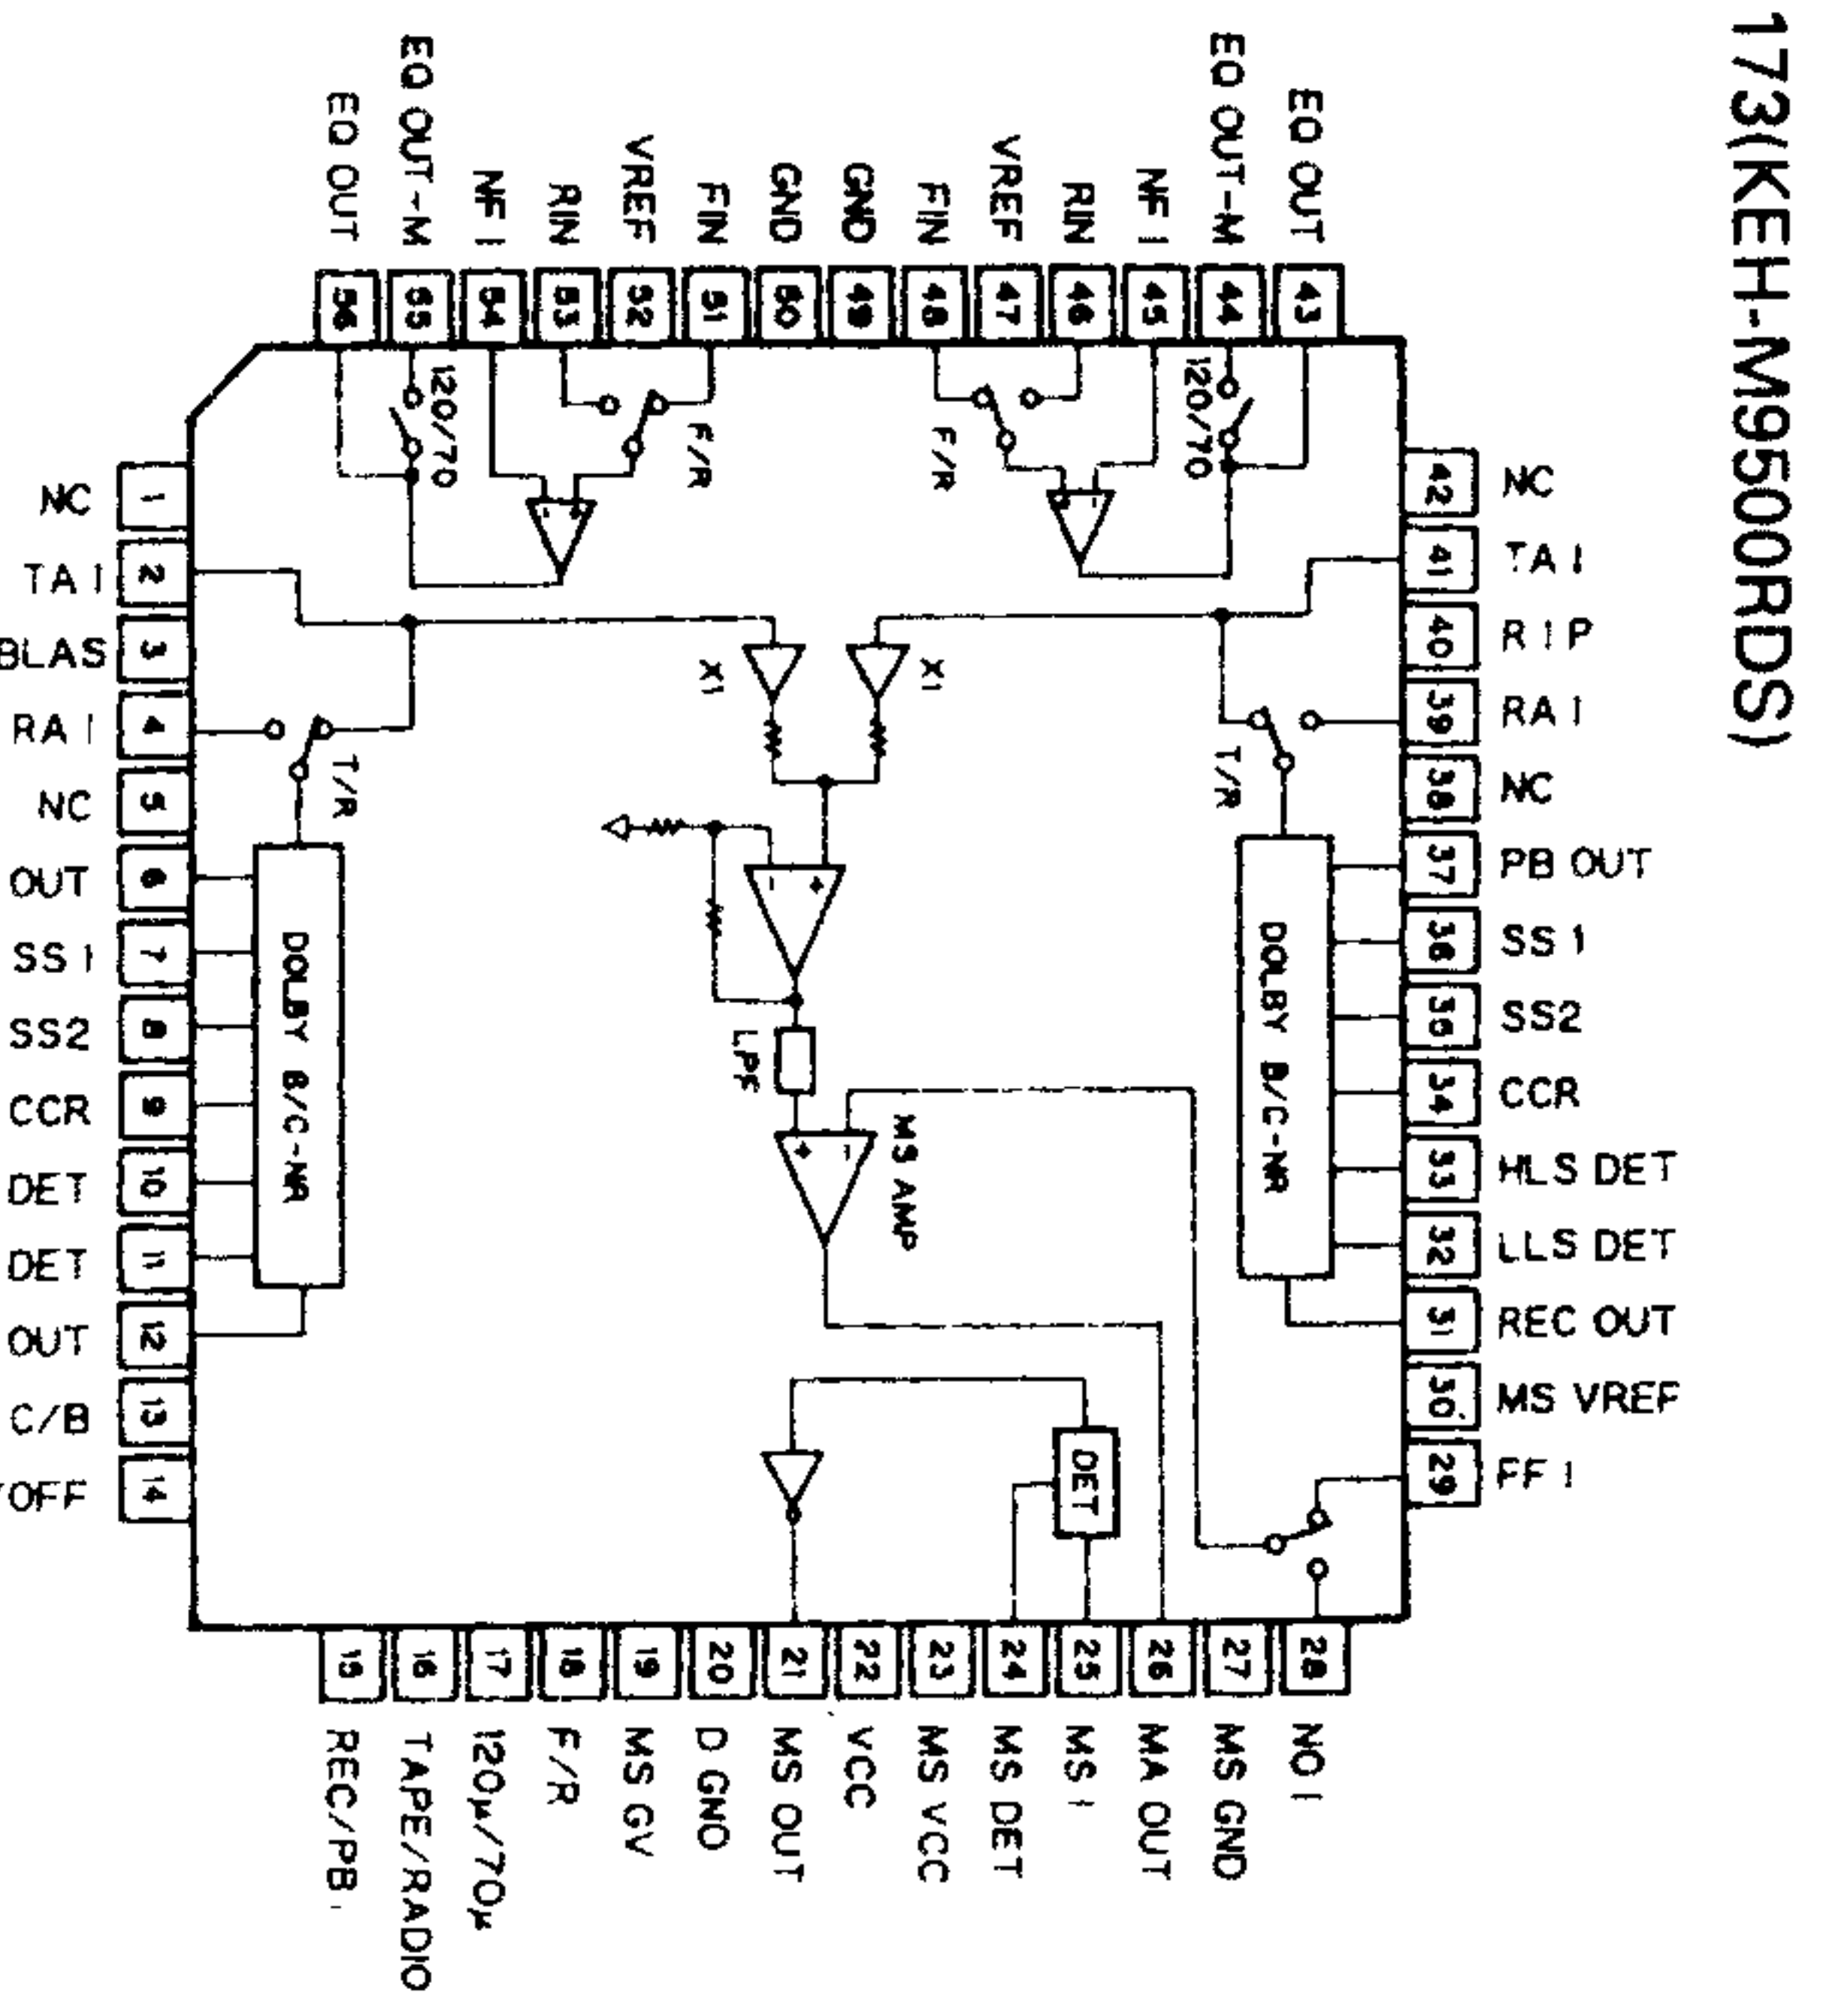 173(KEH-M9500RDS)
EQ OUT
EQ OUT-M
NF I
RIN
VREF
FIN
GND
GND
FIN
VREF
RIN
NF I
EQ OUT-M
EQ OUT
56
55
54
53
52
51
50
49
48
47
46
45
44
43
120/70
F/R
F/R
120/70
NC 1
TA I 2
BLAS 3
RA I 4
NC 5
OUT 6
SS 1 7
SS2 8
CCR 9
DET 10
DET 11
OUT 12
C/B 13
OFF 14
42 NC
41 TA I
40 R I P
39 RA I
38 NC
37 PB OUT
36 SS 1
35 SS2
34 CCR
33 HLS DET
32 LLS DET
31 REC OUT
30 MS VREF
29 FF I
X1
X1
T/R
T/R
- +
DOLBY B/C-NR
DOLBY B/C-NR
LPF
+ -
MS AMP
DET
15
16
17
18
19
20
21
22
23
24
25
26
27
28
REC/PB
TAPE/RADIO
120μ/70μ
F/R
MS GV
D GND
MS OUT
VCC
MS VCC
MS DET
MS I
MA OUT
MS GND
NO I